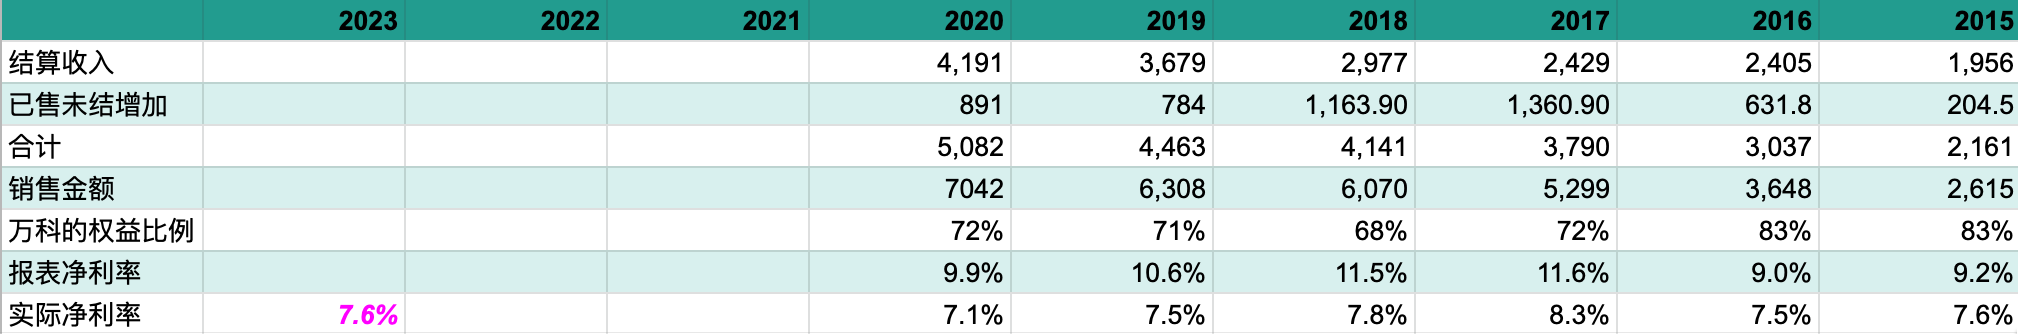 2023 2022 2021 2020 2019 2018 2017 2016 2015
结算收入 4,191 3,679 2,977 2,429 2,405 1,956
已售未结增加 891 784 1,163.90 1,360.90 631.8 204.5
合计 5,082 4,463 4,141 3,790 3,037 2,161
销售金额 7042 6,308 6,070 5,299 3,648 2,615
万科的权益比例 72% 71% 68% 72% 83% 83%
报表净利率 9.9% 10.6% 11.5% 11.6% 9.0% 9.2%
实际净利率 7.6% 7.1% 7.5% 7.8% 8.3% 7.5% 7.6%